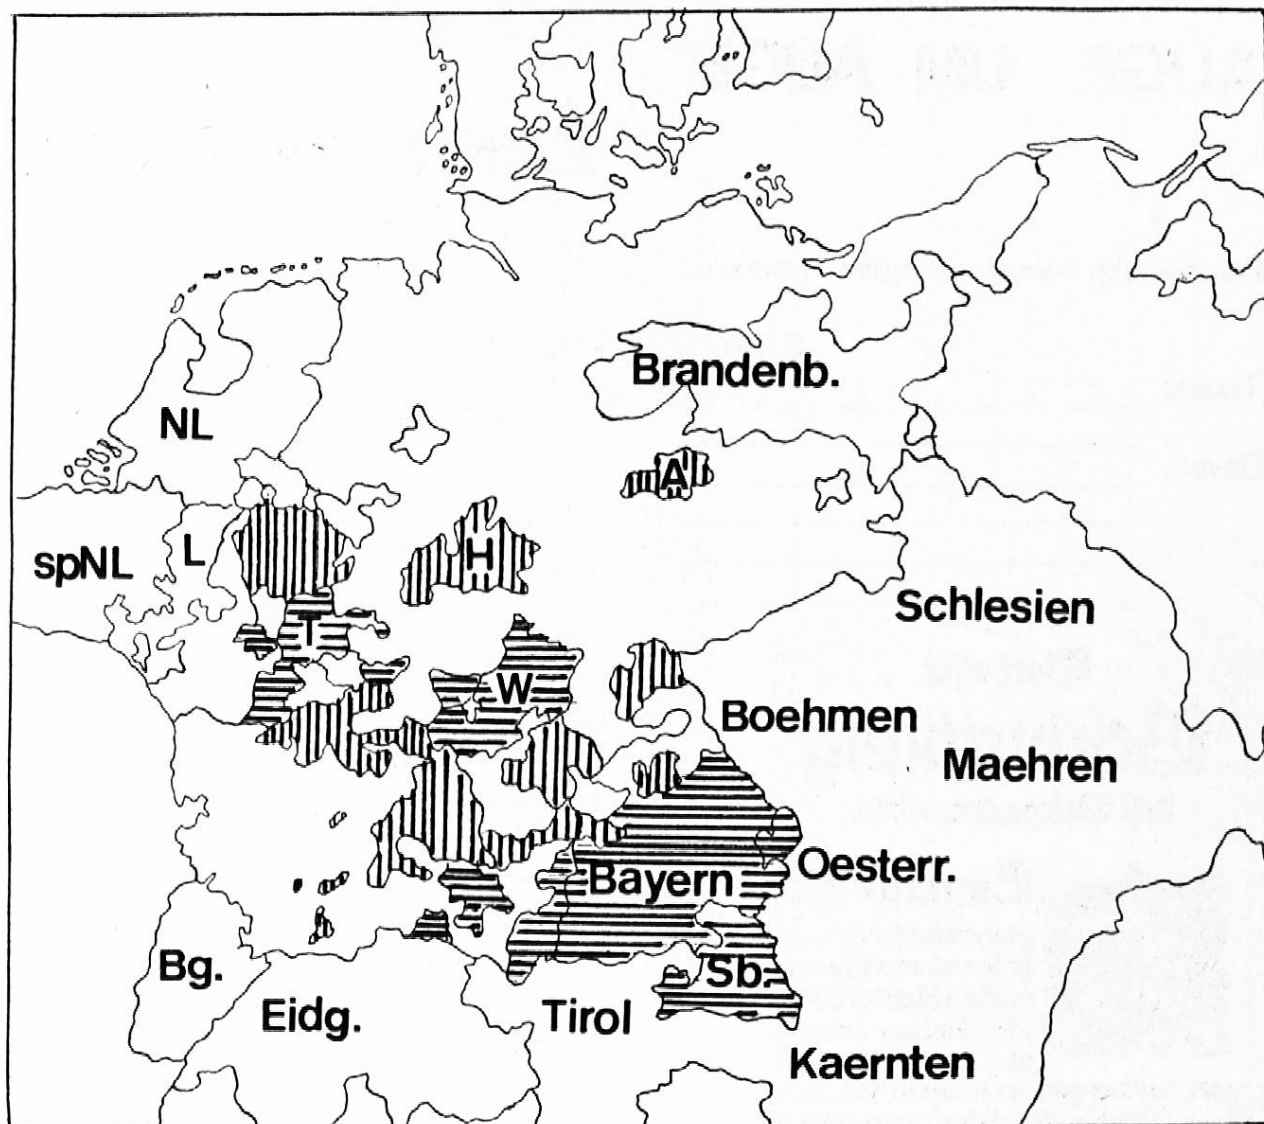 Brandenb.
NL
A
spNL
L
H
T
Schlesien
W
Boehmen
Maehren
Oesterr.
Bayern
Bg.
Sb.
Eidg.
Tirol
Kaernten